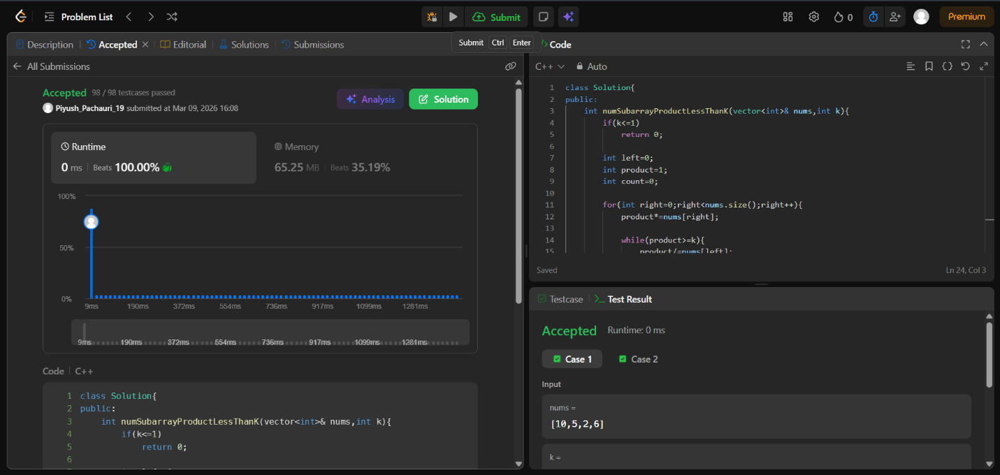 Problem List
Submit
0
Premium
Description
Accepted
Editorial
Solutions
Submissions
Submit Ctrl Enter
Code
All Submissions
C++
Auto
Accepted 98 / 98 testcases passed
Piyush_Pachauri_19 submitted at Mar 09, 2026 16:08
Analysis
Solution
Runtime
0 ms Beats 100.00%
Memory
65.25 MB Beats 35.19%
100%
50%
0%
9ms 190ms 372ms 554ms 736ms 917ms 1099ms 1281ms
9ms 190ms 372ms 554ms 736ms 917ms 1099ms 1281ms
Code C++
1 class Solution{
2 public:
3 int numSubarrayProductLessThanK(vector<int>& nums,int k){
4 if(k<=1)
5 return 0;
6
1 class Solution{
2 public:
3 int numSubarrayProductLessThanK(vector<int>& nums,int k){
4 if(k<=1)
5 return 0;
6
7 int left=0;
8 int product=1;
9 int count=0;
10
11 for(int right=0;right<nums.size();right++){
12 product*=nums[right];
13
14 while(product>=k){
15 product/=nums[left];
Saved
Ln 24, Col 3
Testcase
Test Result
Accepted Runtime: 0 ms
Case 1
Case 2
Input
nums =
[10,5,2,6]
k =